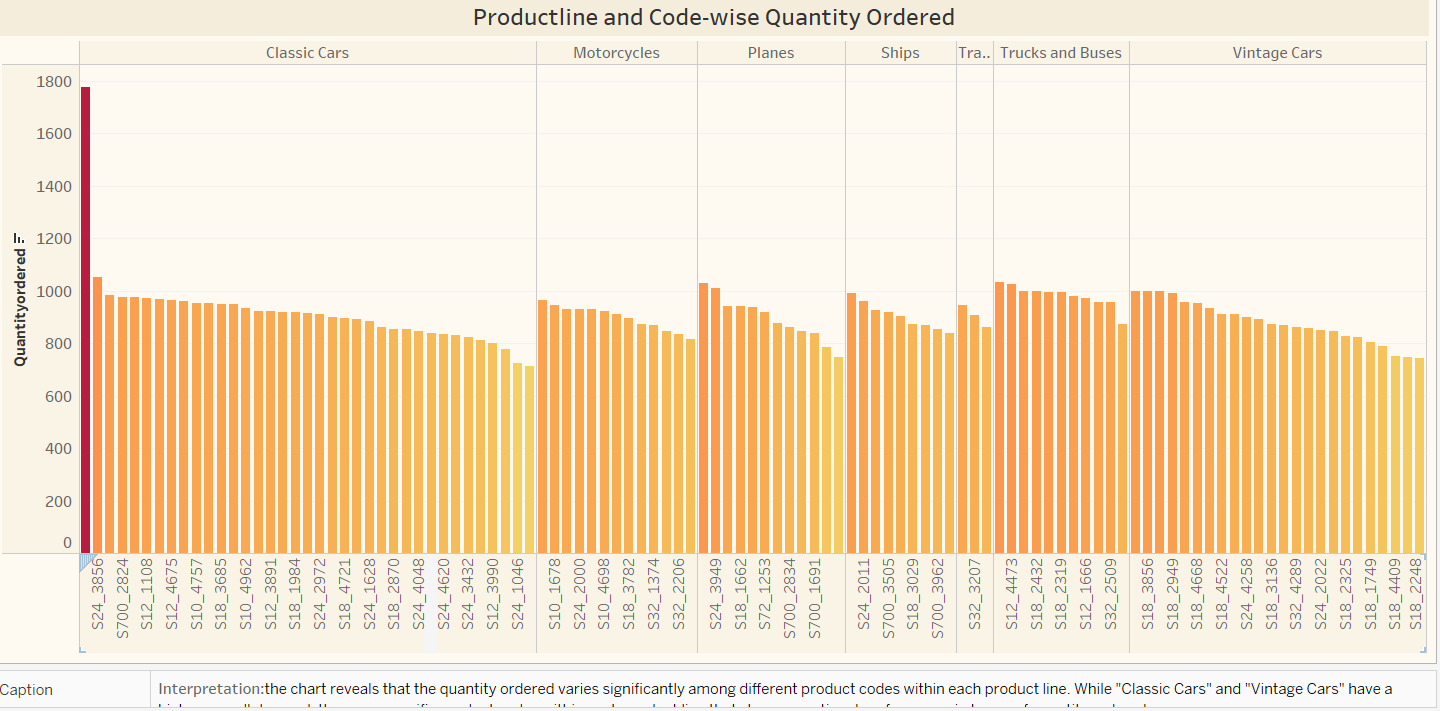 Productline and Code-wise Quantity Ordered
Classic Cars
Motorcycles
Planes
Ships
Tra..
Trucks and Buses
Vintage Cars
Quantityordered
1800
1600
1400
1200
1000
800
600
400
200
0
S24_3856
S700_2824
S12_1108
S12_4675
S10_4757
S18_3685
S10_4962
S12_3891
S18_1984
S24_2972
S18_4721
S24_1628
S18_2870
S24_4048
S24_4620
S24_3432
S12_3990
S24_1046
S10_1678
S24_2000
S10_4698
S18_3782
S32_1374
S32_2206
S24_3949
S18_1662
S72_1253
S700_2834
S700_1691
S24_2011
S700_3505
S18_3029
S700_3962
S32_3207
S12_4473
S18_2432
S18_2319
S12_1666
S32_2509
S18_3856
S18_2949
S18_4668
S18_4522
S24_4258
S18_3136
S32_4289
S24_2022
S18_2325
S18_1749
S18_4409
S18_2248
Caption
Interpretation:the chart reveals that the quantity ordered varies significantly among different product codes within each product line. While "Classic Cars" and "Vintage Cars" have a